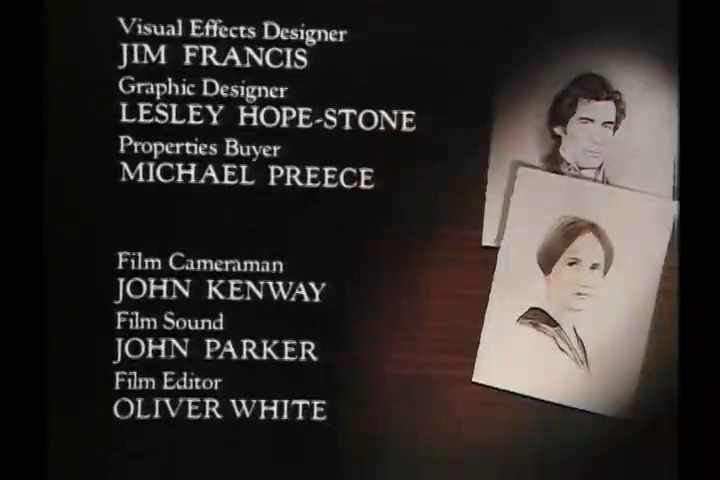 Visual Effects Designer
JIM FRANCIS
Graphic Designer
LESLEY HOPE-STONE
Properties Buyer
MICHAEL PREECE
Film Cameraman
JOHN KENWAY
Film Sound
JOHN PARKER
Film Editor
OLIVER WHITE